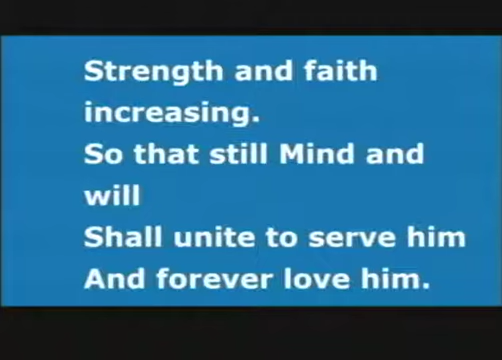 Strength and faith
increasing.
So that still Mind and
will
Shall unite to serve him
And forever love him.